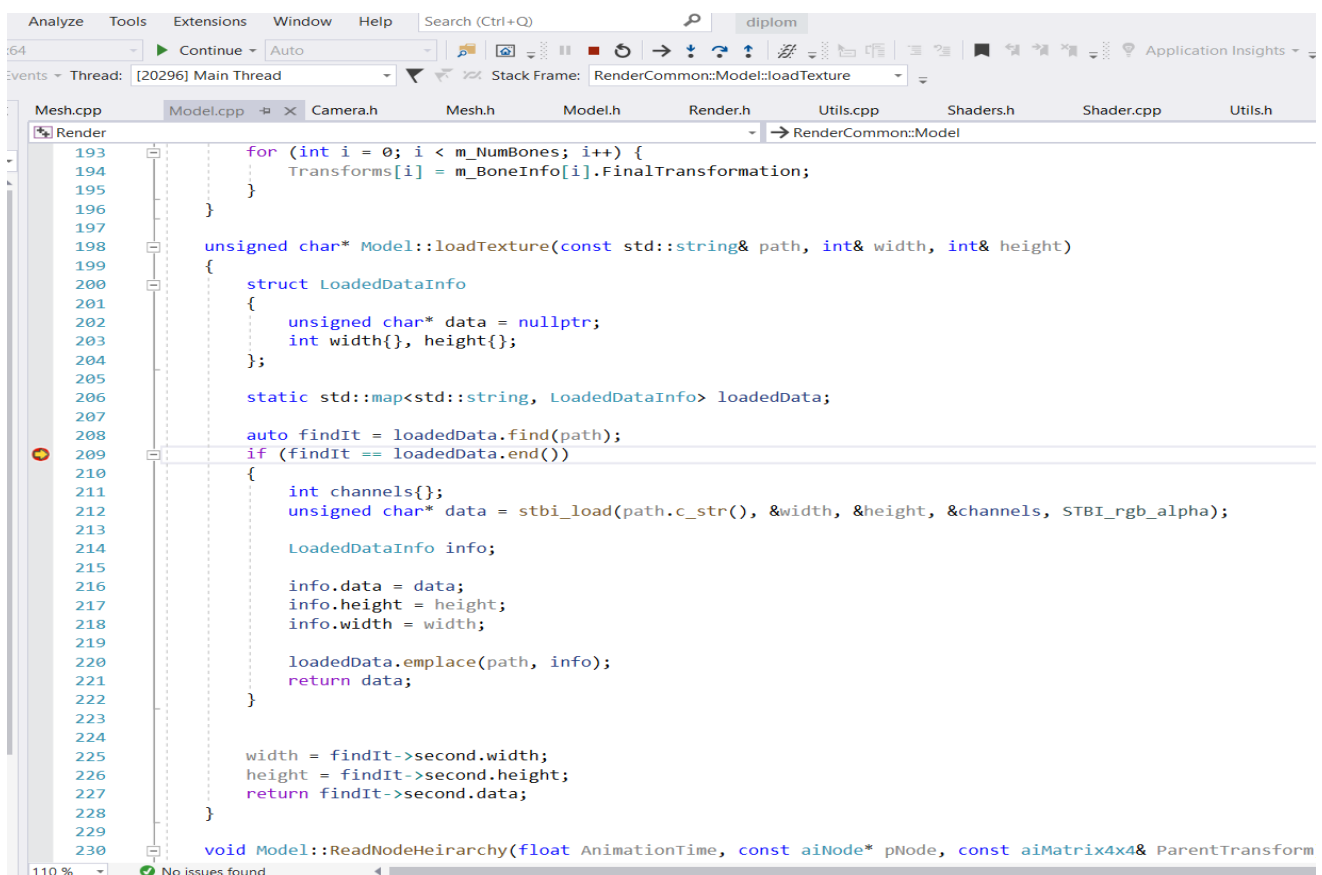 Analyze Tools Extensions Window Help Search (Ctrl+Q) diplom
:64 Continue Auto Application Insights
Events Thread: [20296] Main Thread Stack Frame: RenderCommon::Model::loadTexture
Mesh.cpp Model.cpp Camera.h Mesh.h Model.h Render.h Utils.cpp Shaders.h Shader.cpp Utils.h
Render RenderCommon::Model
193 for (int i = 0; i < m_NumBones; i++) {
194 Transforms[i] = m_BoneInfo[i].FinalTransformation;
195 }
196 }
197
198 unsigned char* Model::loadTexture(const std::string& path, int& width, int& height)
199 {
200 struct LoadedDataInfo
201 {
202 unsigned char* data = nullptr;
203 int width{}, height{};
204 };
205
206 static std::map<std::string, LoadedDataInfo> loadedData;
207
208 auto findIt = loadedData.find(path);
209 if (findIt == loadedData.end())
210 {
211 int channels{};
212 unsigned char* data = stbi_load(path.c_str(), &width, &height, &channels, STBI_rgb_alpha);
213
214 LoadedDataInfo info;
215
216 info.data = data;
217 info.height = height;
218 info.width = width;
219
220 loadedData.emplace(path, info);
221 return data;
222 }
223
224
225 width = findIt->second.width;
226 height = findIt->second.height;
227 return findIt->second.data;
228 }
229
230 void Model::ReadNodeHeirarchy(float AnimationTime, const aiNode* pNode, const aiMatrix4x4& ParentTransform
110 % No issues found